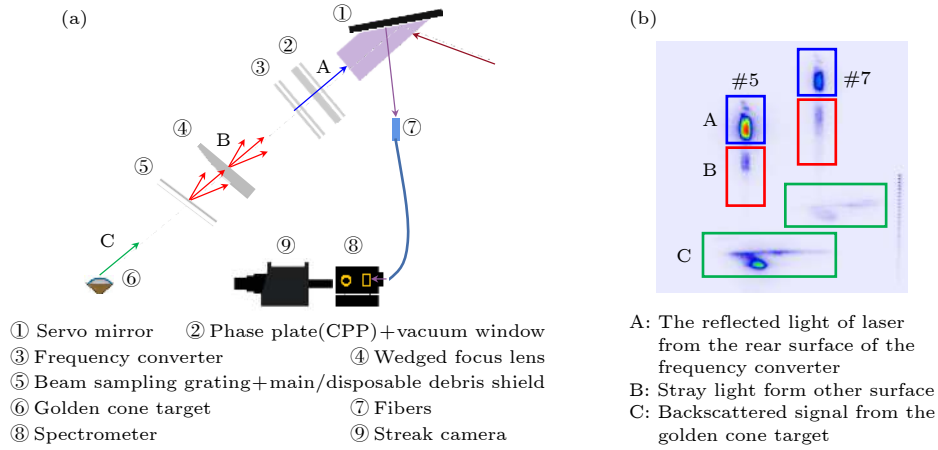 (a)
①
②
③
A
④
B
⑤
⑦
C
⑨
⑧
⑥
① Servo mirror ② Phase plate(CPP)+vacuum window
③ Frequency converter ④ Wedged focus lens
⑤ Beam sampling grating+main/disposable debris shield
⑥ Golden cone target ⑦ Fibers
⑧ Spectrometer ⑨ Streak camera
(b)
#5 #7
A
B
C
A: The reflected light of laser
from the rear surface of the
frequency converter
B: Stray light form other surface
C: Backscattered signal from the
golden cone target